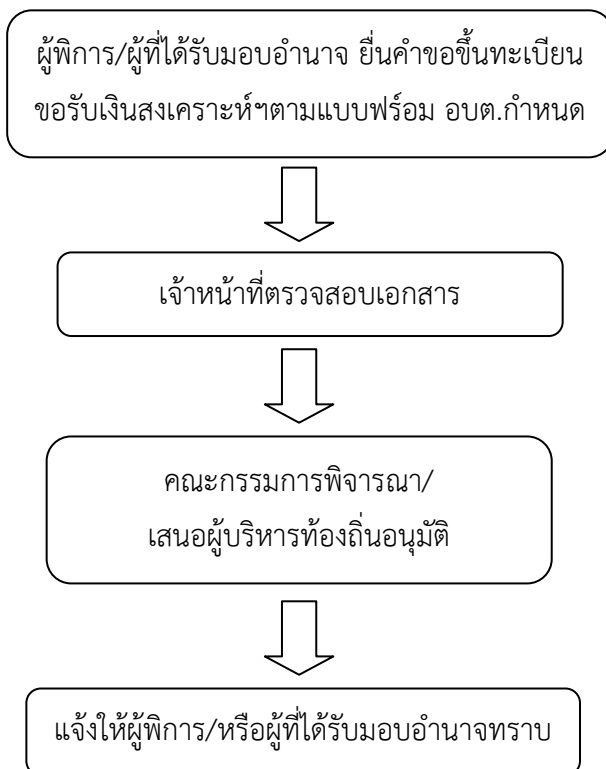 ผู้พิการ/ผู้ที่ได้รับมอบอำนาจ ยื่นคำขอขึ้นทะเบียน
ขอรับเงินสงเคราะห์ฯตามแบบฟร์อม อบต.กำหนด
เจ้าหน้าที่ตรวจสอบเอกสาร
คณะกรรมการพิจารณา/
เสนอผู้บริหารท้องถิ่นอนุมัติ
แจ้งให้ผู้พิการ/หรือผู้ที่ได้รับมอบอำนาจทราบ